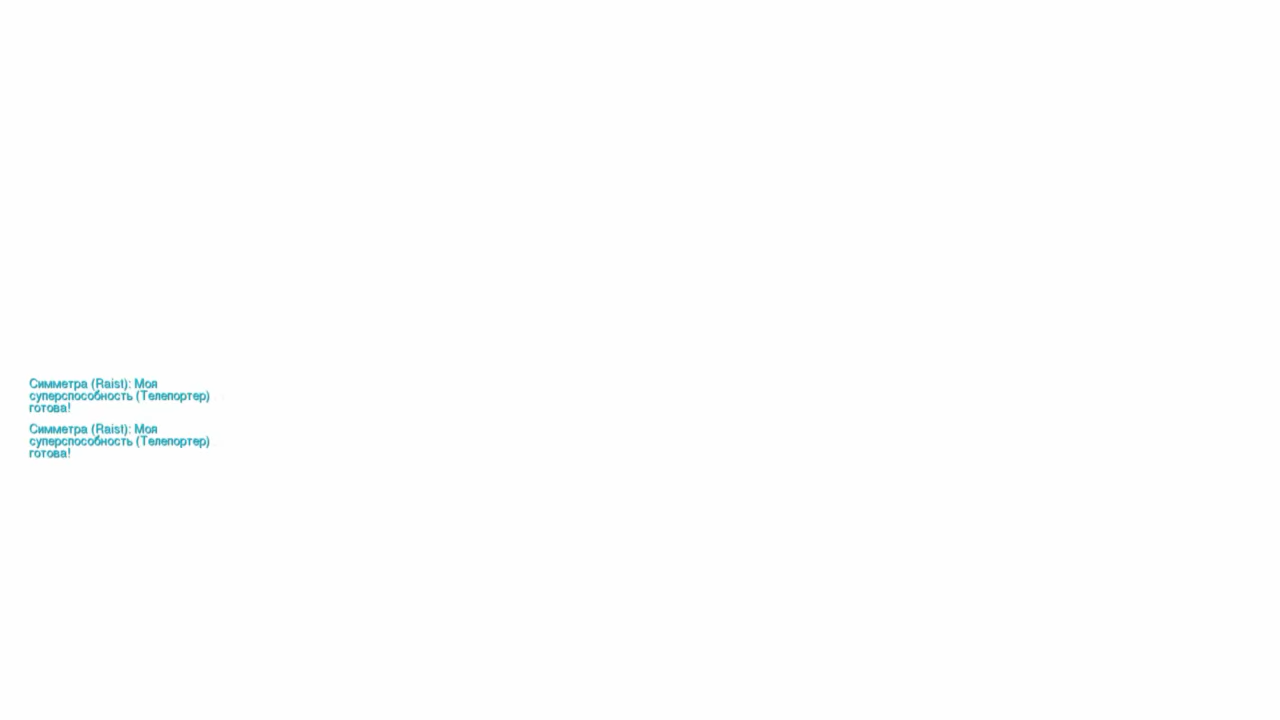 Симметра (Raist): Моя
суперспособность (Телепортер)
готова!
Симметра (Raist): Моя
суперспособность (Телепортер)
готова!